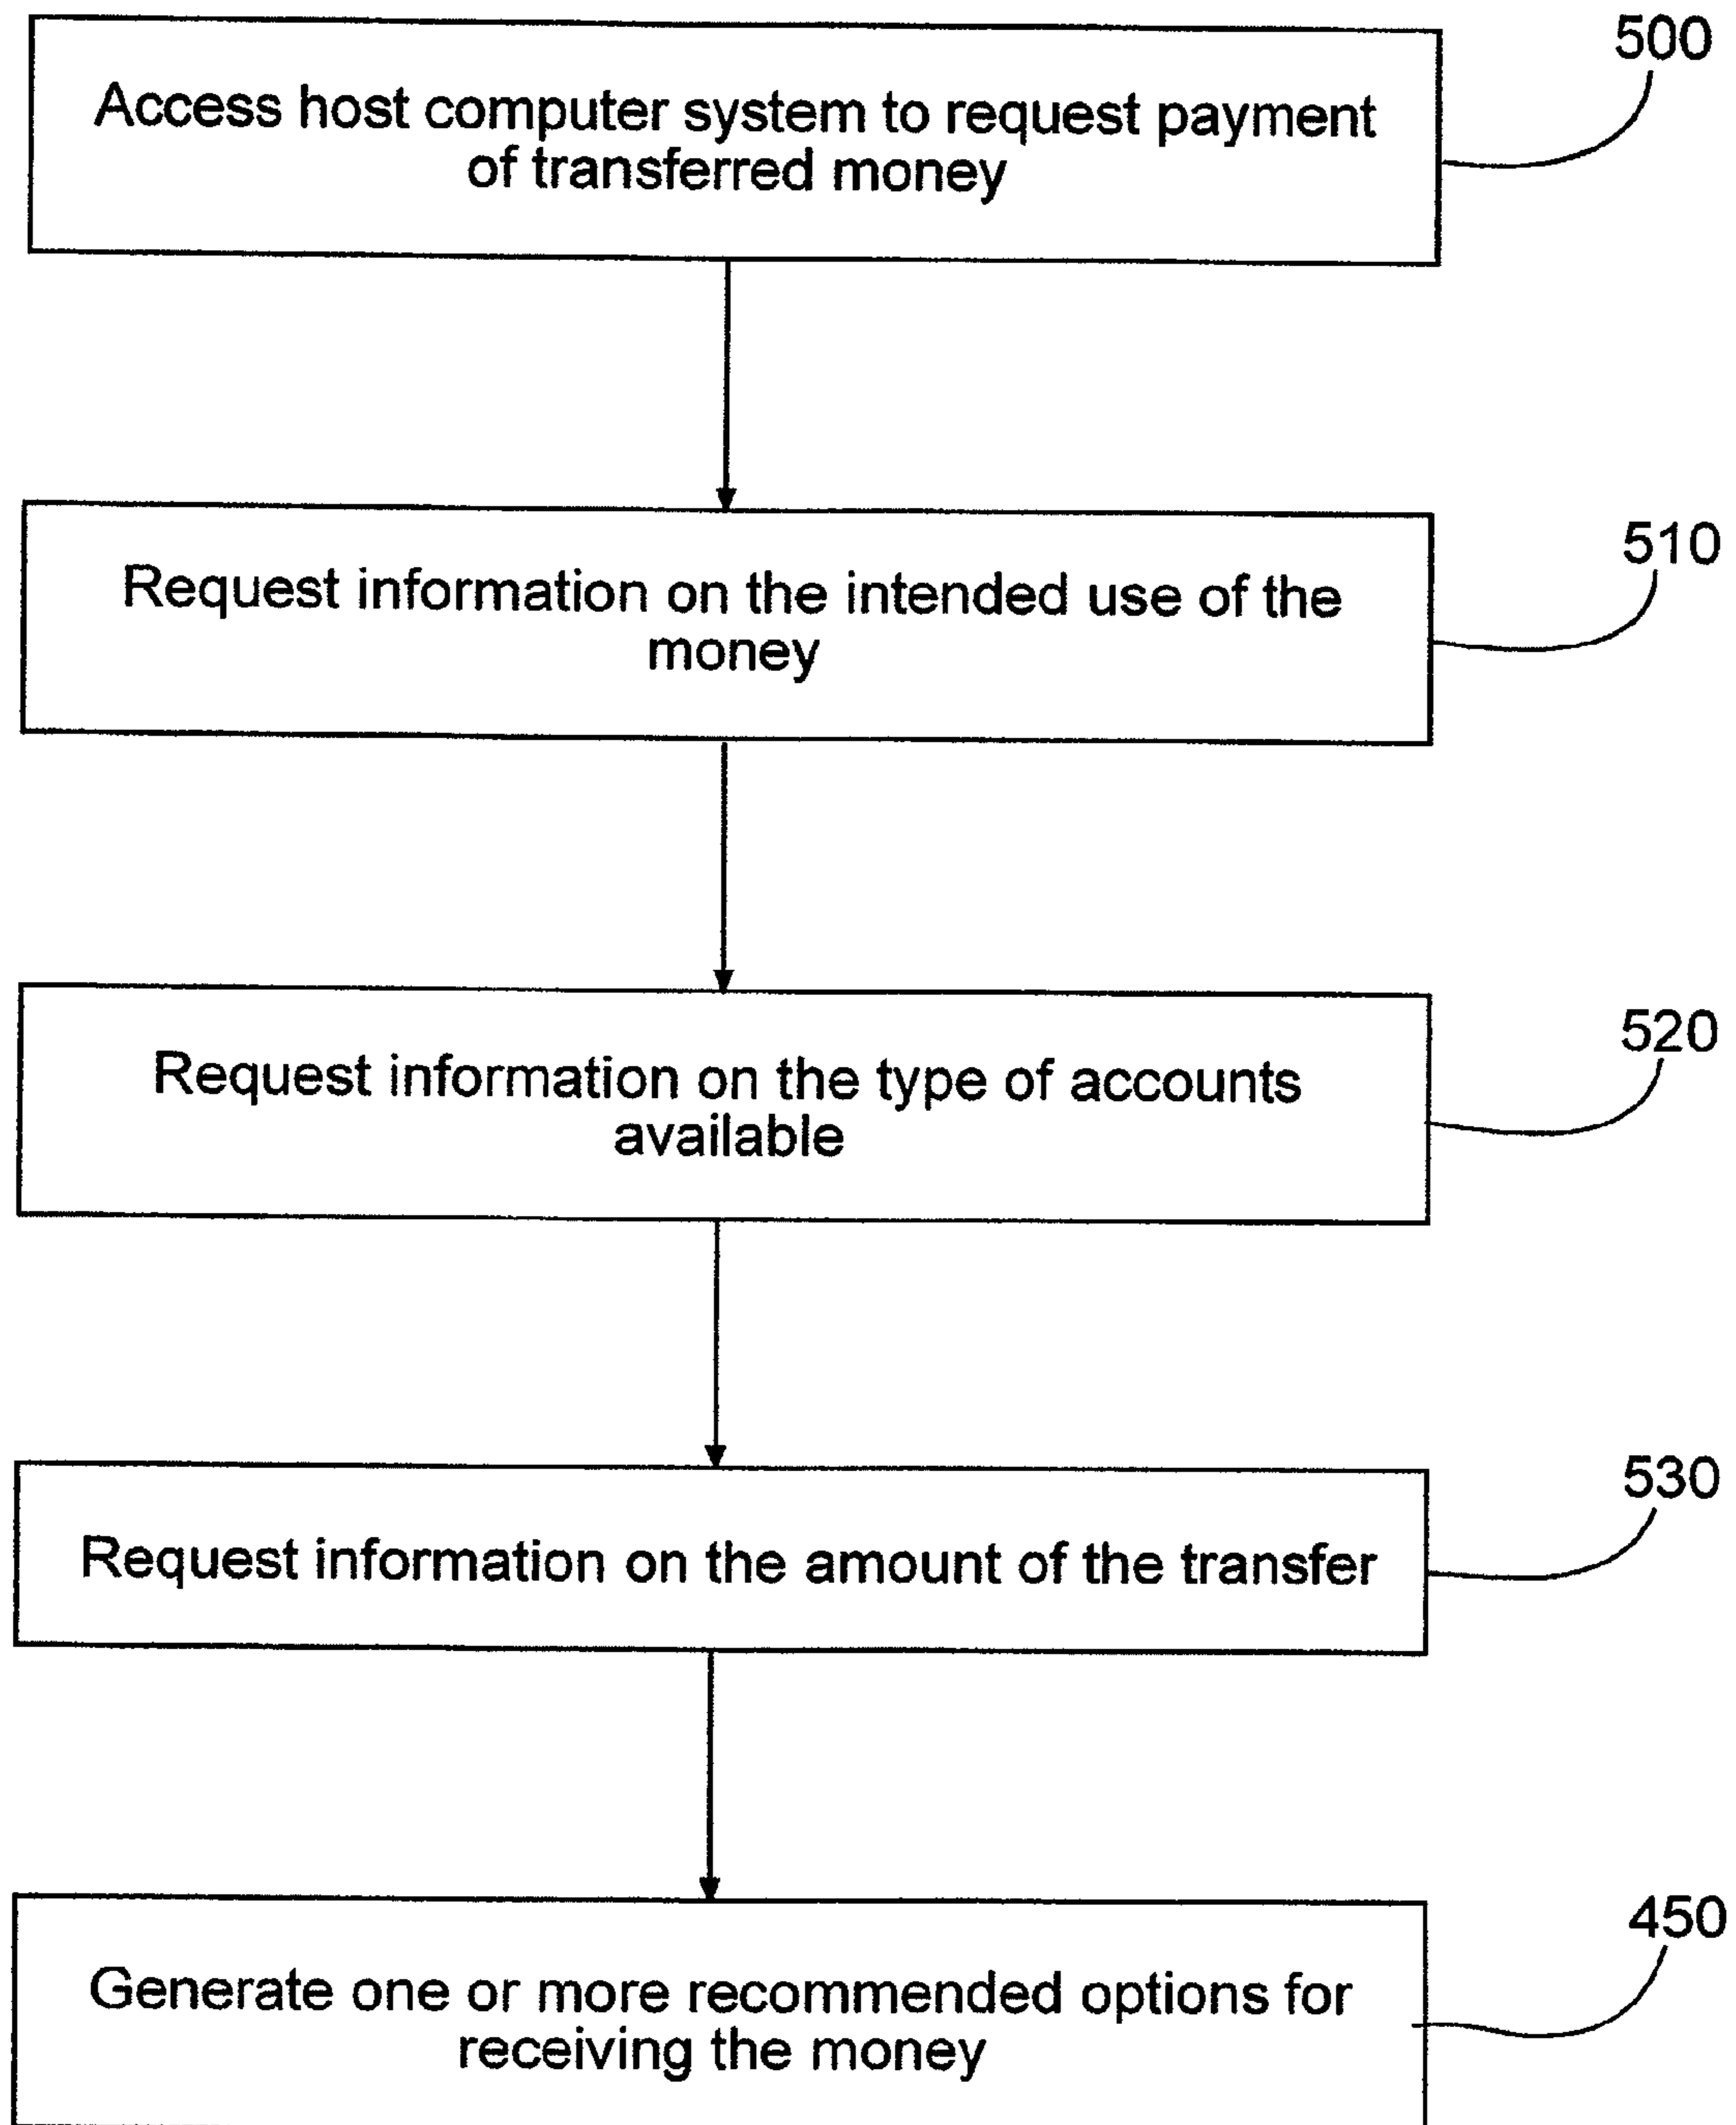 500
Access host computer system to request payment
of transferred money
510
Request information on the intended use of the
money
520
Request information on the type of accounts
available
530
Request information on the amount of the transfer
450
Generate one or more recommended options for
receiving the money